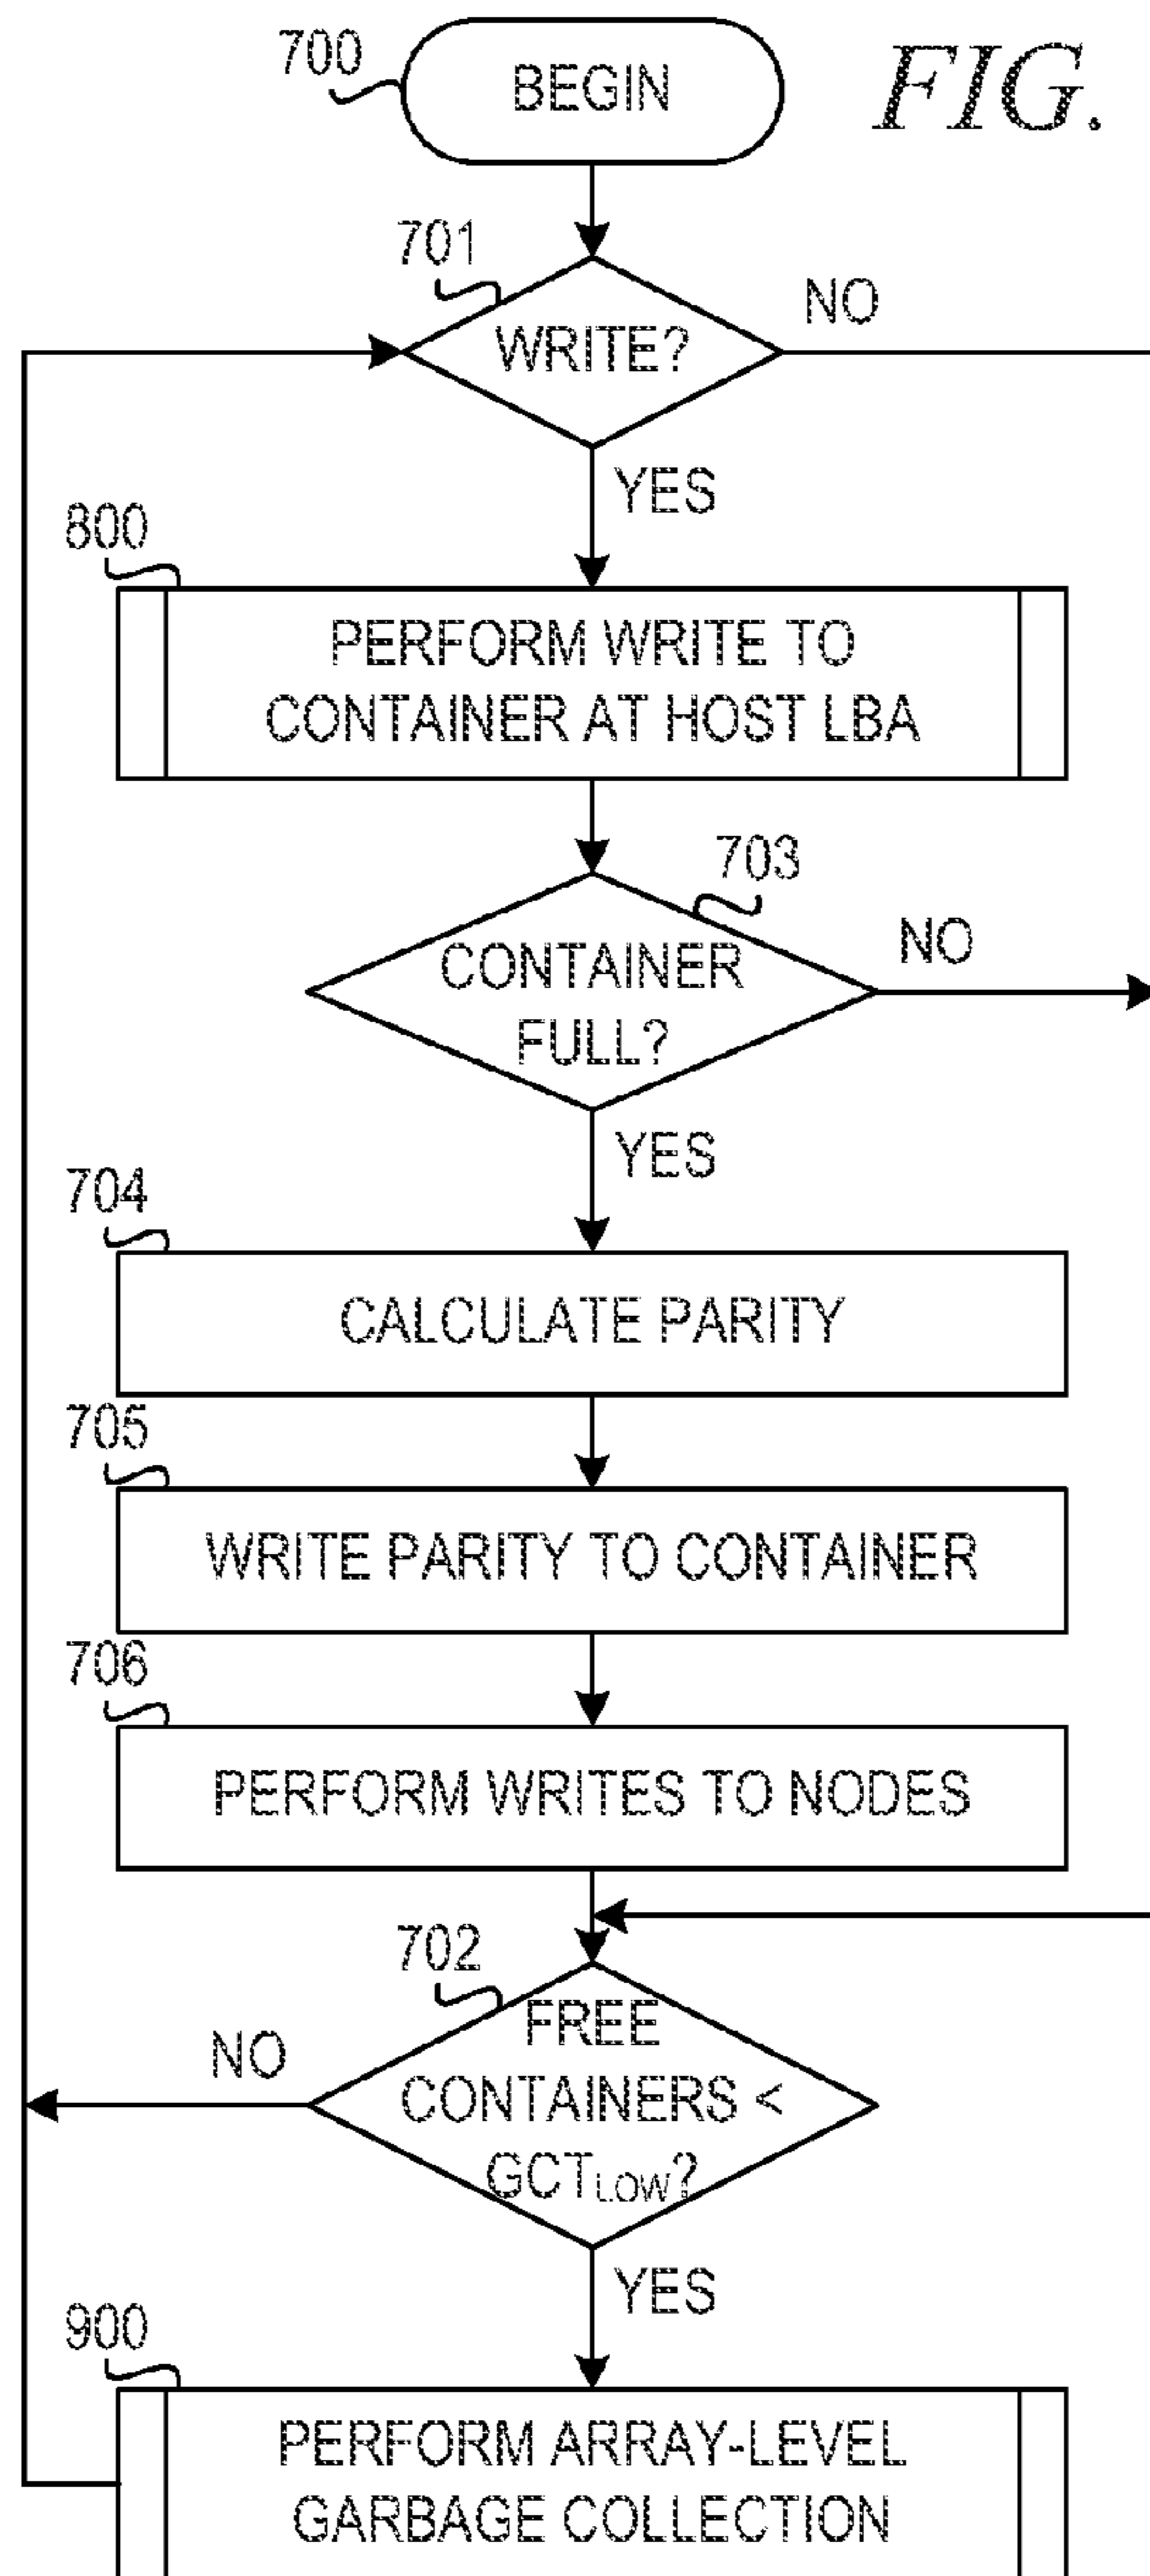 700
BEGIN
FIG.
701
WRITE?
NO
YES
800
PERFORM WRITE TO
CONTAINER AT HOST LBA
703
CONTAINER
FULL?
NO
YES
704
CALCULATE PARITY
705
WRITE PARITY TO CONTAINER
706
PERFORM WRITES TO NODES
702
FREE
CONTAINERS <
GCTLOW?
NO
YES
900
PERFORM ARRAY-LEVEL
GARBAGE COLLECTION